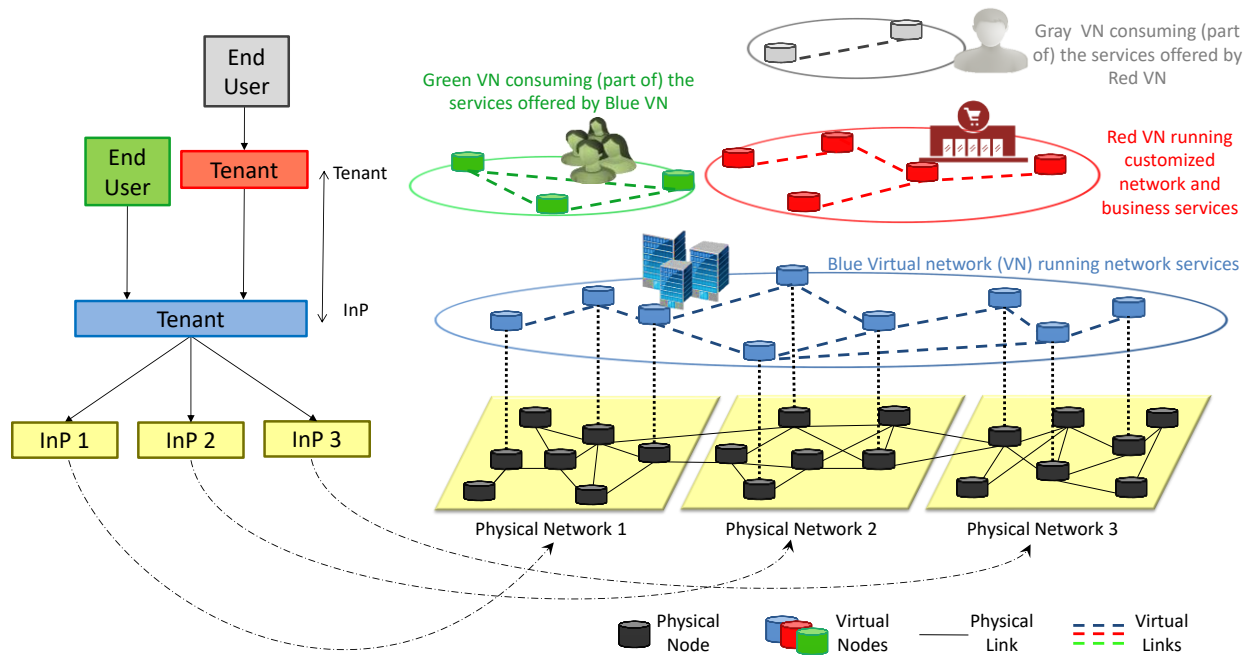 End
User
End
User
Tenant
Tenant
Tenant
InP
InP 1
InP 2
InP 3
Gray VN consuming (part
of) the services offered by
Red VN
Green VN consuming (part of) the
services offered by Blue VN
Red VN running
customized
network and
business services
Blue Virtual network (VN) running network services
Physical Network 1
Physical Network 2
Physical Network 3
Physical
Node
Virtual
Nodes
Physical
Link
Virtual
Links